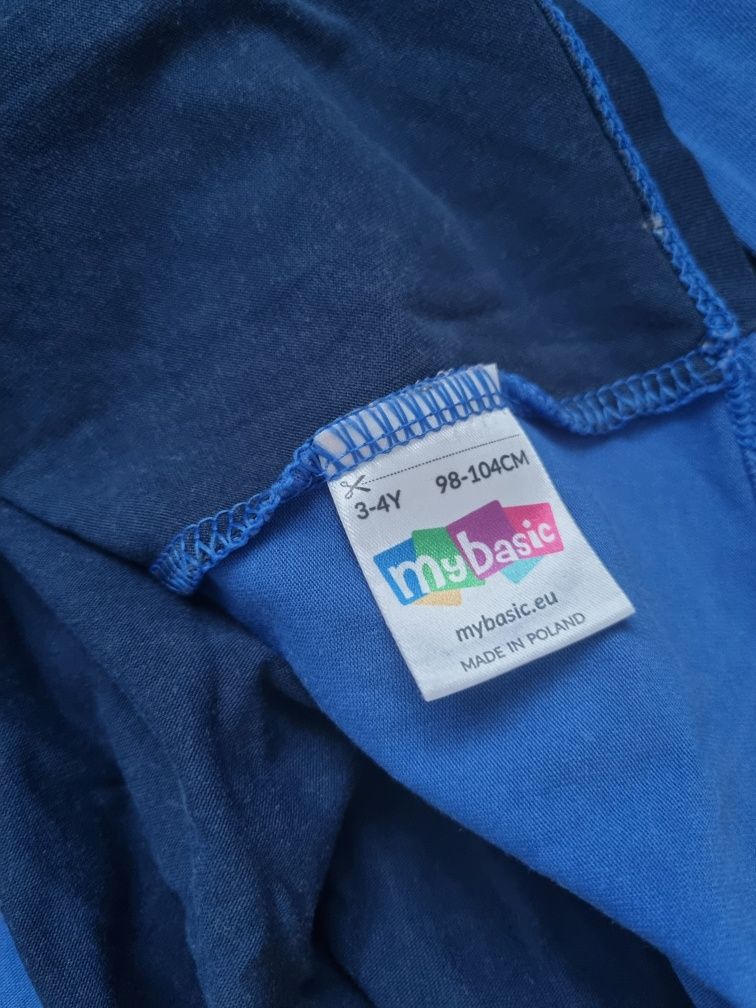 3-4Y 98-104CM
mybasic
mybasic.eu
MADE IN POLAND